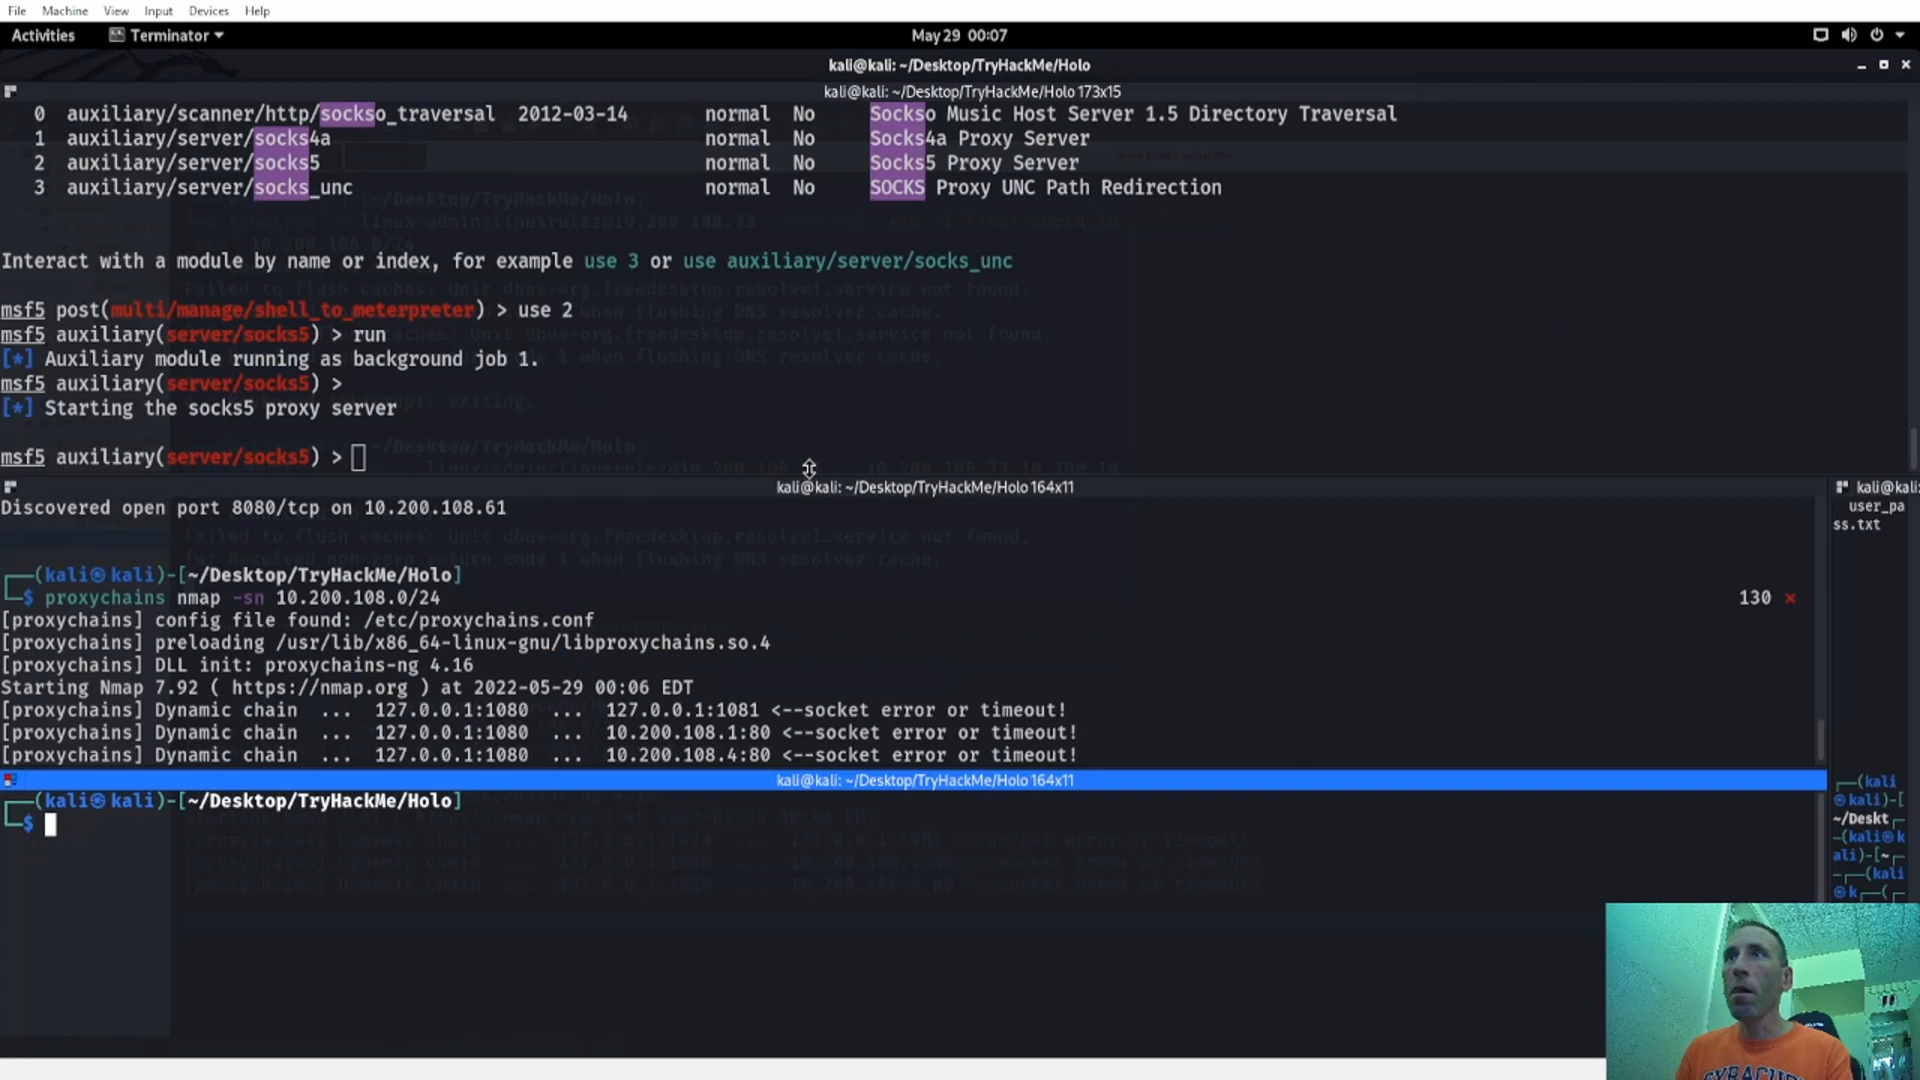 File Machine View Input Devices Help
Activities Terminator May 29 00:07
kali@kali: ~/Desktop/TryHackMe/Holo
kali@kali: ~/Desktop/TryHackMe/Holo 173x15
0 auxiliary/scanner/http/sockso_traversal 2012-03-14 normal No Sockso Music Host Server 1.5 Directory Traversal
1 auxiliary/server/socks4a normal No Socks4a Proxy Server
2 auxiliary/server/socks5 normal No Socks5 Proxy Server
3 auxiliary/server/socks_unc normal No SOCKS Proxy UNC Path Redirection
Interact with a module by name or index, for example use 3 or use auxiliary/server/socks_unc
msf5 post(multi/manage/shell_to_meterpreter) > use 2
msf5 auxiliary(server/socks5) > run
[*] Auxiliary module running as background job 1.
msf5 auxiliary(server/socks5) >
[*] Starting the socks5 proxy server
msf5 auxiliary(server/socks5) >
kali@kali: ~/Desktop/TryHackMe/Holo 164x11
Discovered open port 8080/tcp on 10.200.108.61
┌──(kali㉿kali)-[~/Desktop/TryHackMe/Holo]
└─$ proxychains nmap -sn 10.200.108.0/24 130 ⨯
[proxychains] config file found: /etc/proxychains.conf
[proxychains] preloading /usr/lib/x86_64-linux-gnu/libproxychains.so.4
[proxychains] DLL init: proxychains-ng 4.16
Starting Nmap 7.92 ( https://nmap.org ) at 2022-05-29 00:06 EDT
[proxychains] Dynamic chain ... 127.0.0.1:1080 ... 127.0.0.1:1081 <--socket error or timeout!
[proxychains] Dynamic chain ... 127.0.0.1:1080 ... 10.200.108.1:80 <--socket error or timeout!
[proxychains] Dynamic chain ... 127.0.0.1:1080 ... 10.200.108.4:80 <--socket error or timeout!
kali@kali: ~/Desktop/TryHackMe/Holo 164x11
┌──(kali㉿kali)-[~/Desktop/TryHackMe/Holo]
└─$
kali@kali:
user_pa
ss.txt
┌──(kali
㉿kali)-[
~/Deskt┌
─(kali㉿k
ali)-[~┌
─┌──(kali
㉿k┌──(┌
SYRACUSE